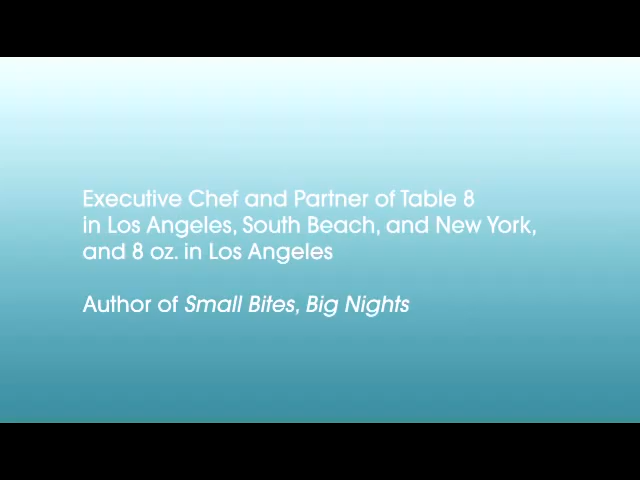 Executive Chef and Partner of Table 8
in Los Angeles, South Beach, and New York,
and 8 oz. in Los Angeles
Author of Small Bites, Big Nights